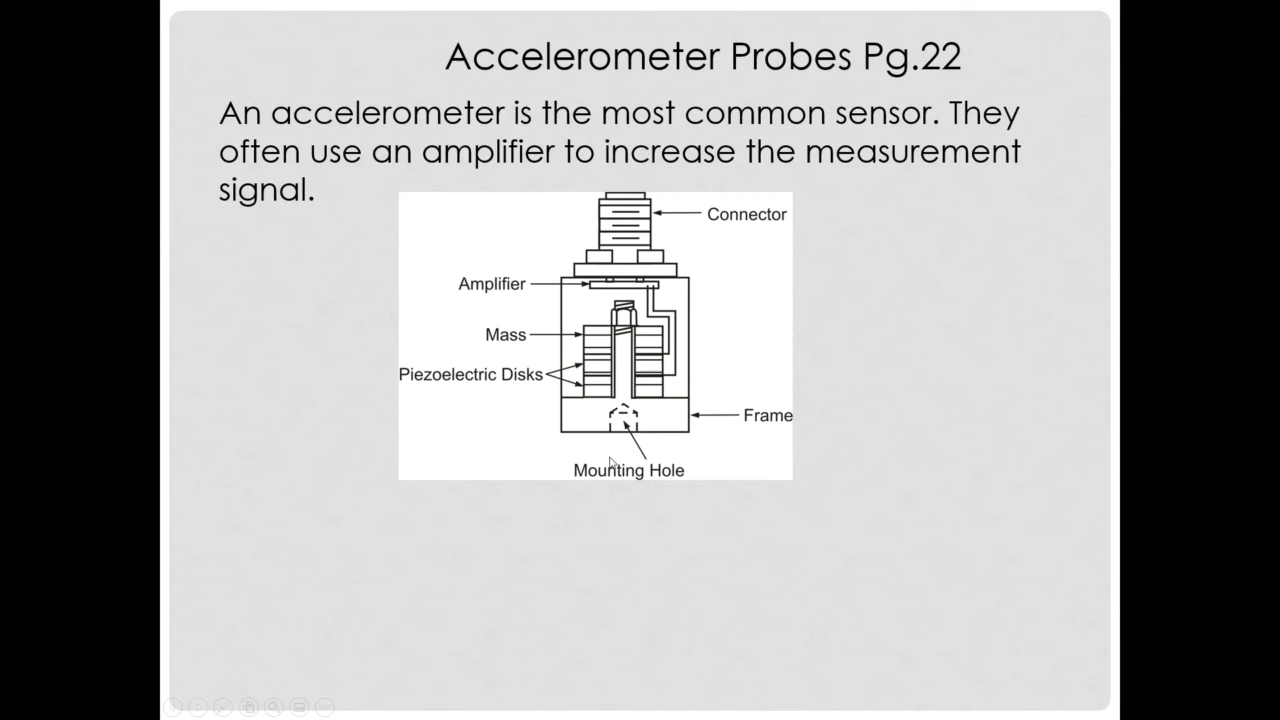 Accelerometer Probes Pg.22
An accelerometer is the most common sensor. They
often use an amplifier to increase the measurement
signal.
Connector
Amplifier
Mass
Piezoelectric Disks
Frame
Mounting Hole